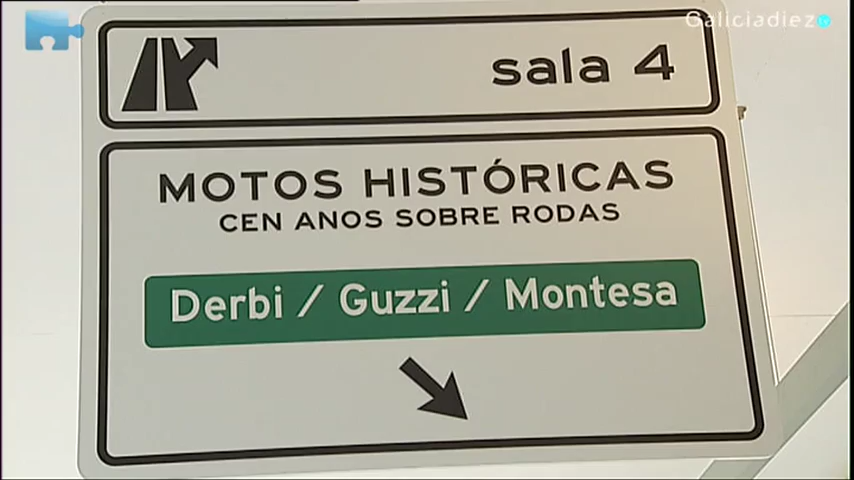 Galiciadiez
sala 4
MOTOS HISTÓRICAS
CEN ANOS SOBRE RODAS
Derbi / Guzzi / Montesa